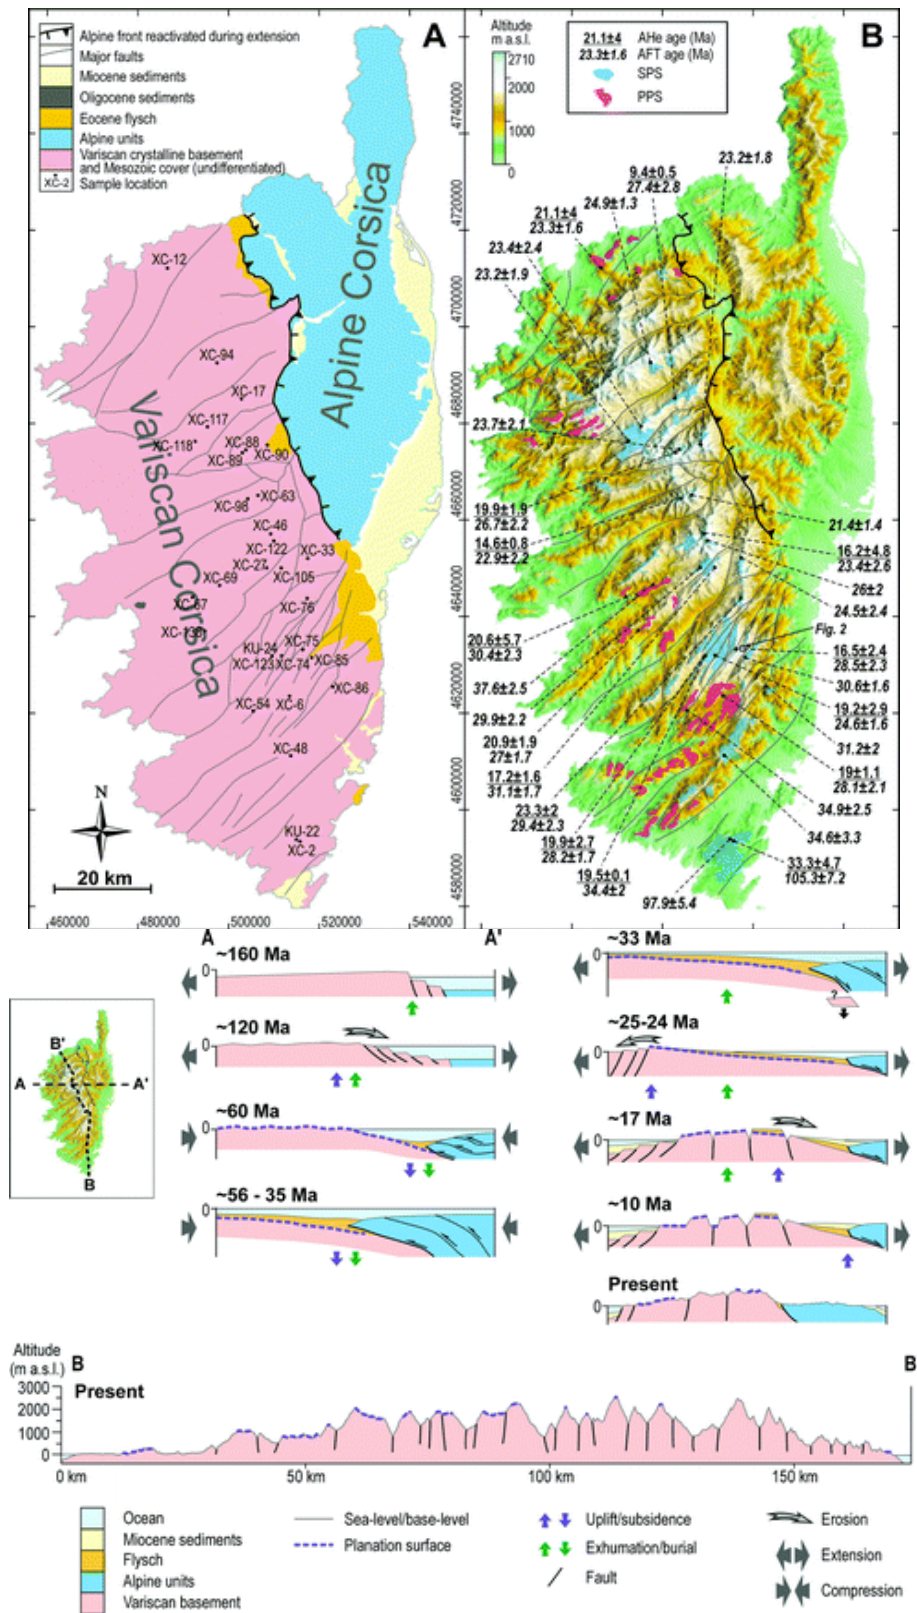 A
Alpine front reactivated during extension
Major faults
Miocene sediments
Oligocene sediments
Eocene flysch
Alpine units
Variscan crystalline basement
and Mesozoic cover (undifferentiated)
XC-2 Sample location
Alpine Corsica
Variscan Corsica
XC-12
XC-94
XC-17
XC-117
XC-118
XC-88
XC-89
XC-90
XC-63
XC-98
XC-46
XC-122
XC-33
XC-27
XC-105
XC-69
XC-76
XC-75
KU-24
XC-123
XC-74
XC-85
XC-86
XC-54
XC-6
XC-48
KU-22
XC-2
N
20 km
460000
480000
500000
520000
540000
4740000
4720000
4700000
4680000
4660000
4640000
4620000
4600000
4580000
B
Altitude
m a.s.l.
2710
2000
1000
0
21.1±4 AHe age (Ma)
23.3±1.6 AFT age (Ma)
SPS
PPS
23.2±1.8
9.4±0.5
27.4±2.8
24.9±1.3
21.1±4
23.3±1.6
23.4±2.4
23.2±1.9
23.7±2.1
19.9±1.9
26.7±2.2
14.6±0.8
22.9±2.2
21.4±1.4
16.2±4.8
23.4±2.6
26±2
24.5±2.4
Fig. 2
20.6±5.7
30.4±2.3
16.5±2.4
28.5±2.3
37.6±2.5
30.6±1.6
29.9±2.2
19.2±2.9
24.6±1.6
20.9±1.9
27±1.7
31.2±2
17.2±1.6
31.1±1.7
19±1.1
28.1±2.1
23.3±2
29.4±2.3
34.9±2.5
19.9±2.7
28.2±1.7
34.6±3.3
19.5±0.1
34.4±2
33.3±4.7
105.3±7.2
97.9±5.4
A
A'
~160 Ma
0
~120 Ma
0
~60 Ma
0
~56 - 35 Ma
0
~33 Ma
0
?
~25-24 Ma
0
~17 Ma
0
~10 Ma
0
Present
0
B'
A
A'
B
Altitude
(m a.s.l.)
B
B
Present
3000
2000
1000
0
0 km
50 km
100 km
150 km
Ocean
Miocene sediments
Flysch
Alpine units
Variscan basement
Sea-level/base-level
Planation surface
Uplift/subsidence
Exhumation/burial
Fault
Erosion
Extension
Compression